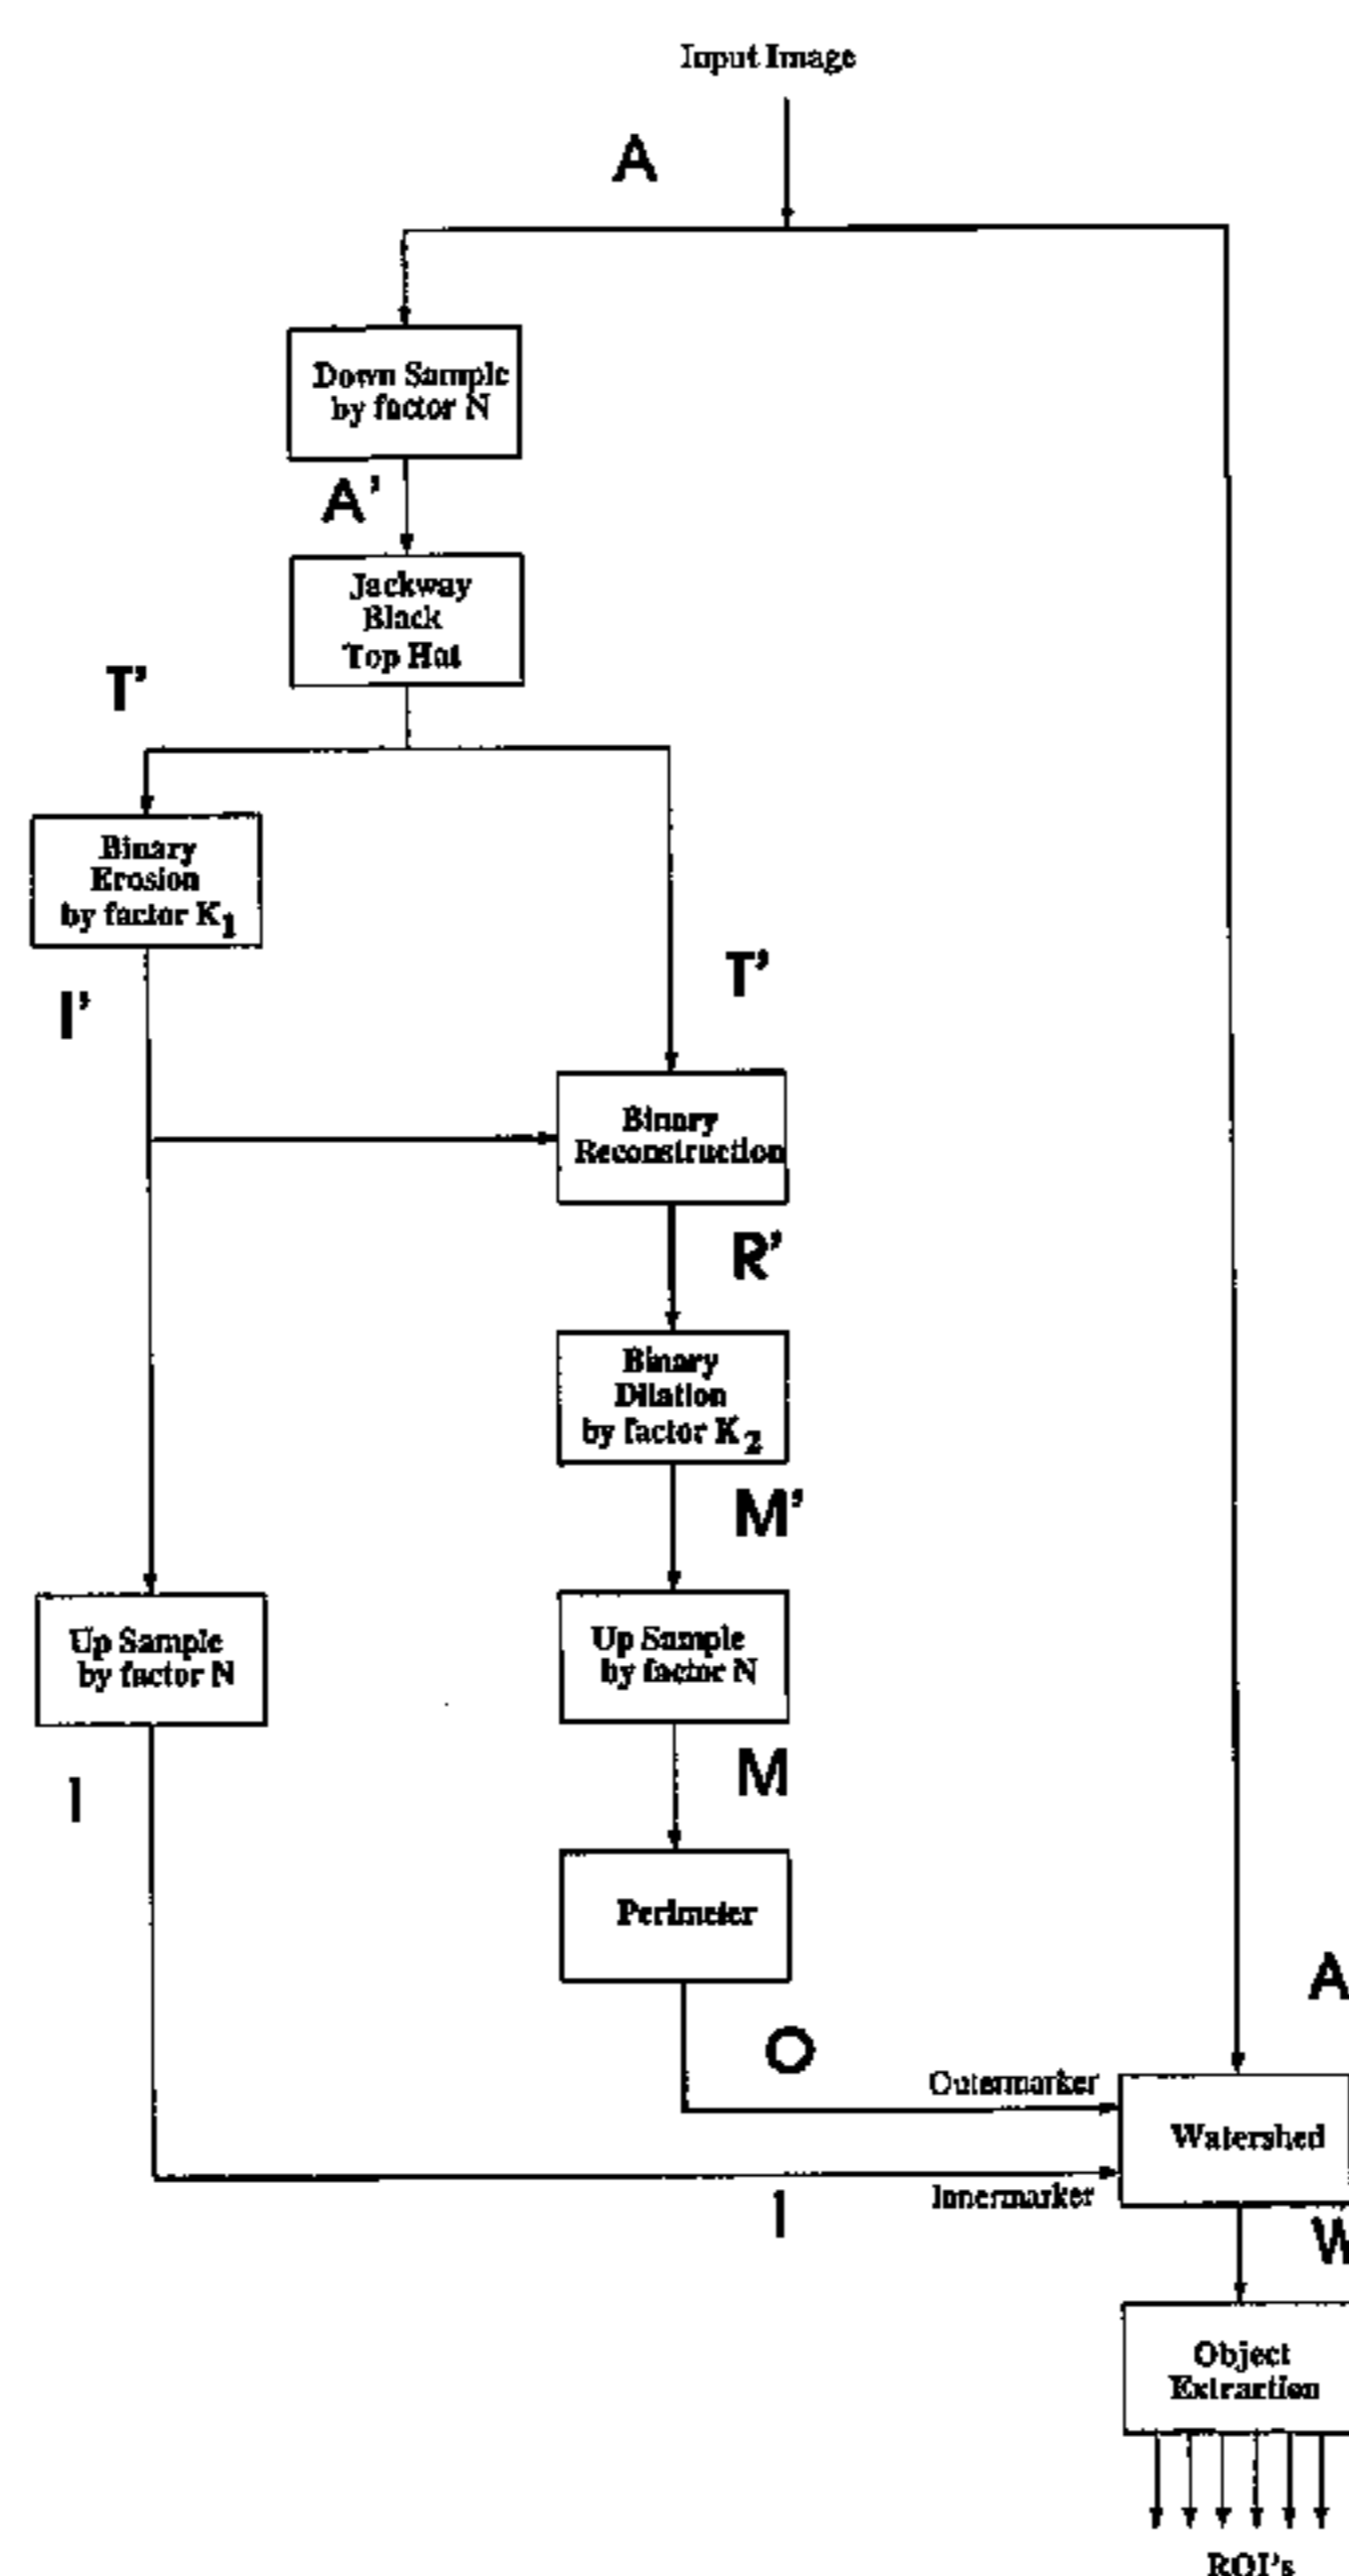 Input Image
A
Down Sample
by factor N
A'
Jackway
Black
Top Hat
T'
Binary
Erosion
by factor K1
I'
T'
Binary
Reconstruction
R'
Binary
Dilation
by factor K2
M'
Up Sample
by factor N
Up Sample
by factor N
I
M
Perimeter
A
O
Outermarker
Watershed
Innermarker
I
W
Object
Extraction
ROI's